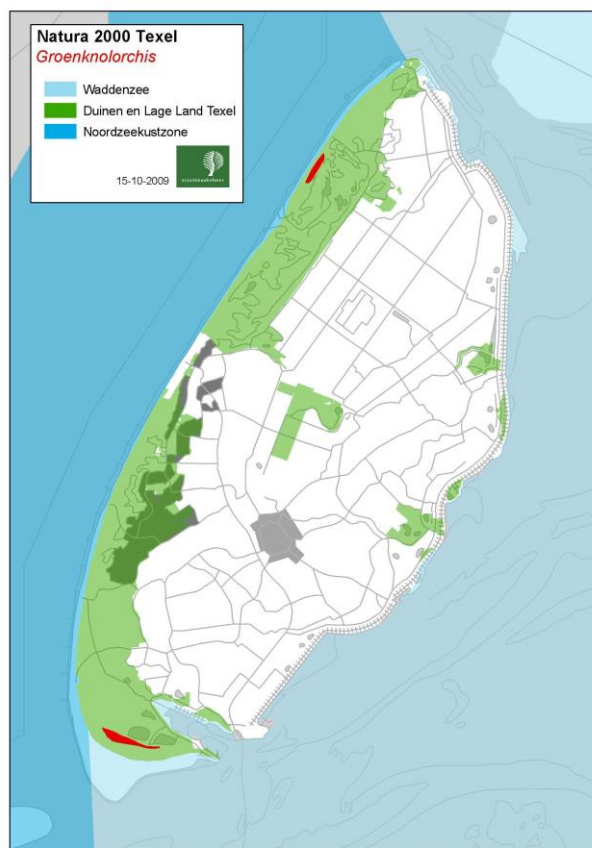 Natura 2000 Texel
Groenknolorchis
Waddenzee
Duinen en Lage Land Texel
Noordzeekustzone
15-10-2009